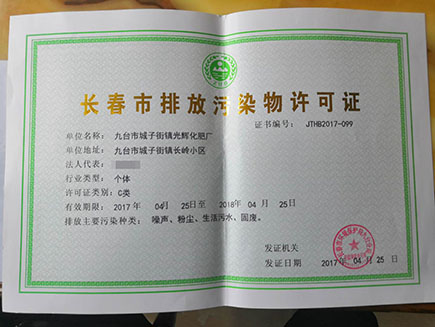 长春市排放污染物许可证
证书编号： JTHB2017-099
单位名称： 九台市城子街镇光辉化肥厂
单位地址： 九台市城子街镇长岭小区
法人代表：
行业类型： 个体
许可证类别：C类
有效期限： 2017 年 04 月 25 日至 2018 年 04 月 25 日
排放主要污染种类： 噪声、粉尘、生活污水、固废。
发证机关
发证日期 2017 年 04 月 25 日